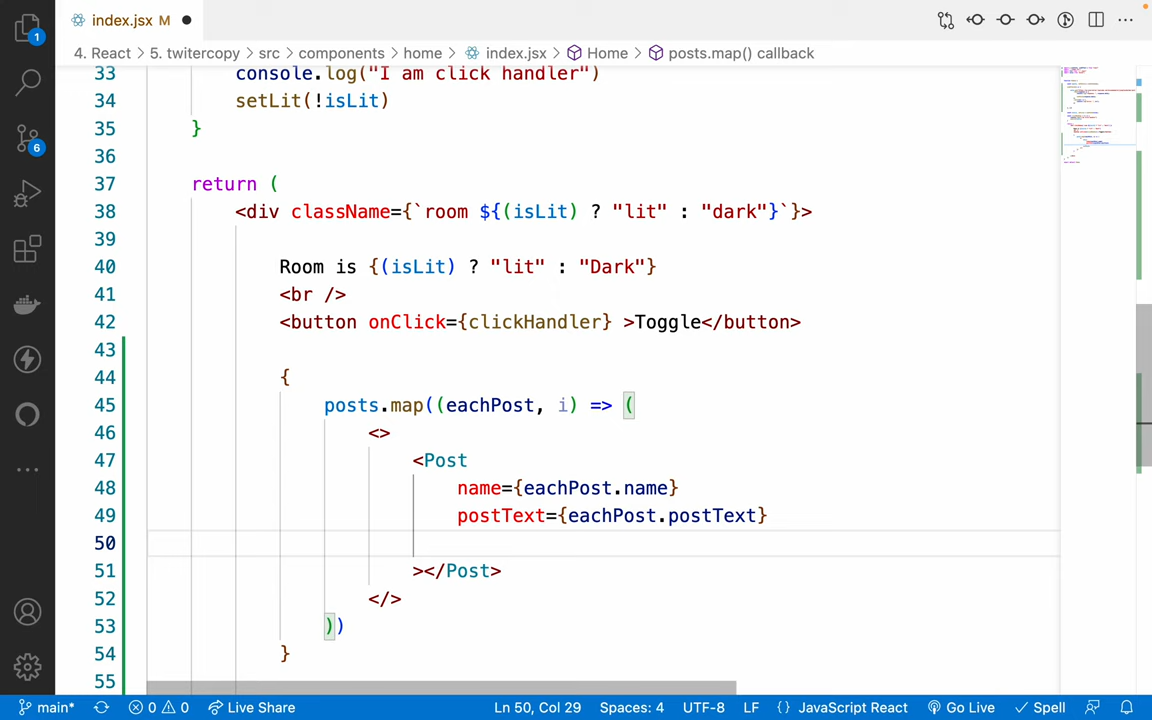 index.jsx M
4. React > 5. twitercopy > src > components > home > index.jsx > Home > posts.map() callback
33 console.log("I am click handler")
34 setLit(!isLit)
35 }
36
37 return (
38 <div className={`room ${(isLit) ? "lit" : "dark"}`}>
39
40 Room is {(isLit) ? "lit" : "Dark"}
41 <br />
42 <button onClick={clickHandler} >Toggle</button>
43
44 {
45 posts.map((eachPost, i) => (
46 <>
47 <Post
48 name={eachPost.name}
49 postText={eachPost.postText}
50
51 ></Post>
52 </>
53 ))
54 }
55
1
6
main* 0 0 Live Share Ln 50, Col 29 Spaces: 4 UTF-8 LF {} JavaScript React Go Live Spell